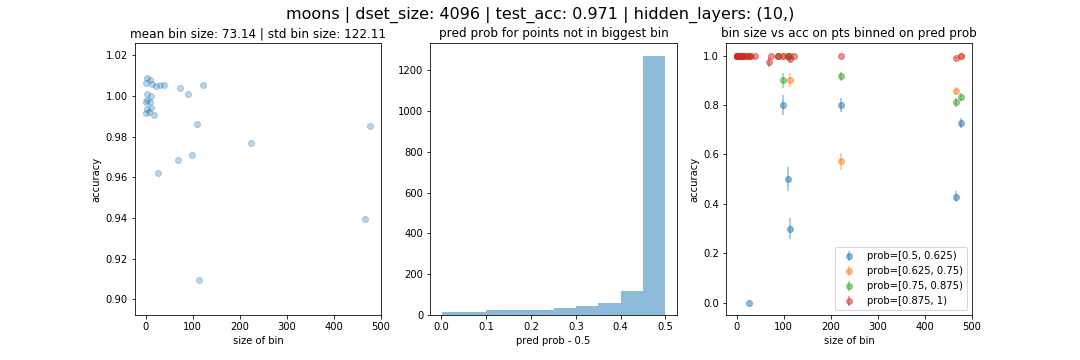 moons | dset_size: 4096 | test_acc: 0.971 | hidden_layers: (10,)
mean bin size: 73.14 | std bin size: 122.11
1.02
1.00
0.98
0.96
0.94
0.92
0.90
accuracy
0
100
200
300
400
500
size of bin
pred prob for points not in biggest bin
1200
1000
800
600
400
200
0
0.0
0.1
0.2
0.3
0.4
0.5
pred prob - 0.5
bin size vs acc on pts binned on pred prob
1.0
0.8
0.6
0.4
0.2
0.0
accuracy
prob=[0.5, 0.625)
prob=[0.625, 0.75)
prob=[0.75, 0.875)
prob=[0.875, 1)
0
100
200
300
400
500
size of bin